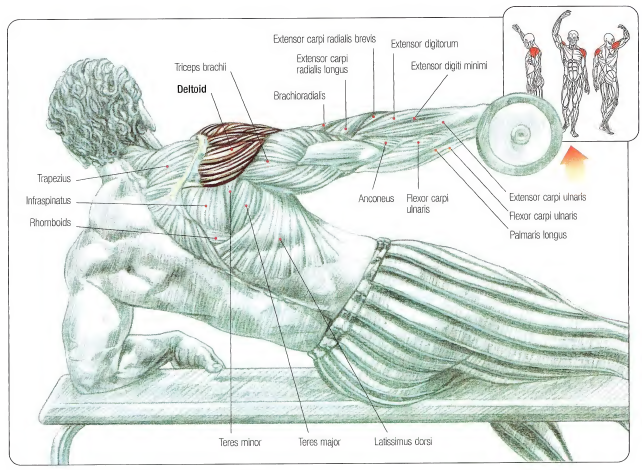 Extensor carpi radialis brevis
Extensor digitorum
Extensor carpi
radialis longus
Extensor digiti minimi
Triceps brachii
Deltoid
Brachioradialis
Trapezius
Infraspinatus
Rhomboids
Anconeus
Flexor carpi
ulnaris
Extensor carpi ulnaris
Flexor carpi ulnaris
Palmaris longus
Teres minor
Teres major
Latissimus dorsi